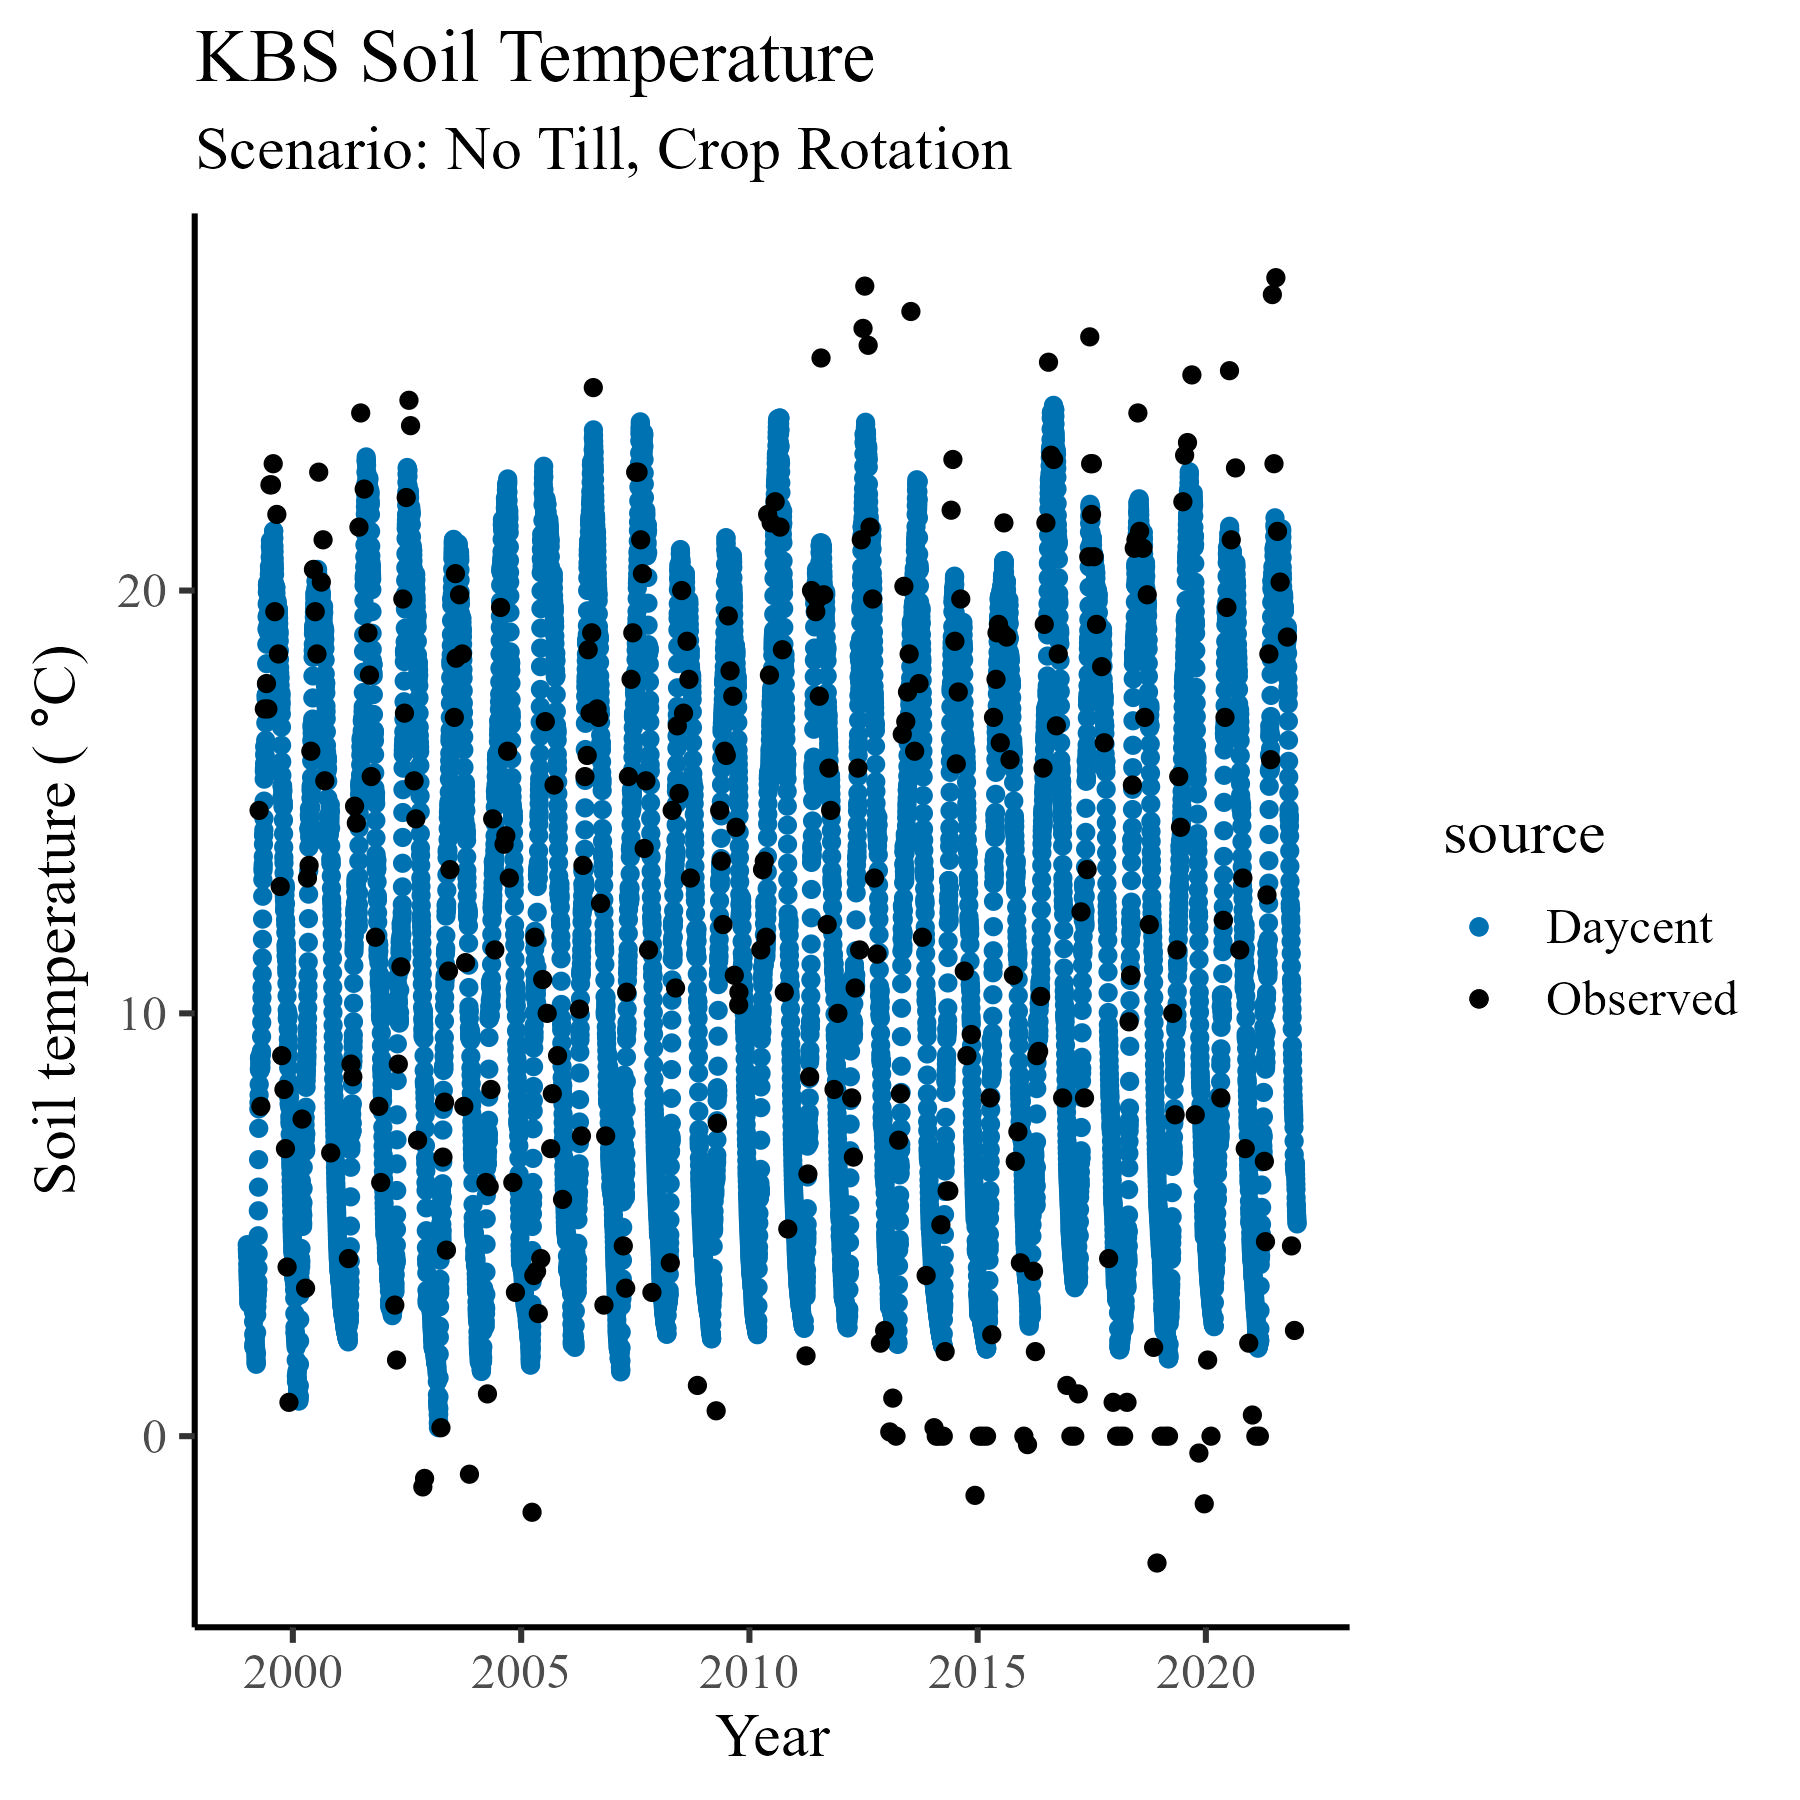 KBS Soil Temperature
Scenario: No Till, Crop Rotation
Soil temperature ( °C)
20
10
0
2000
2005
2010
2015
2020
Year
source
Daycent
Observed